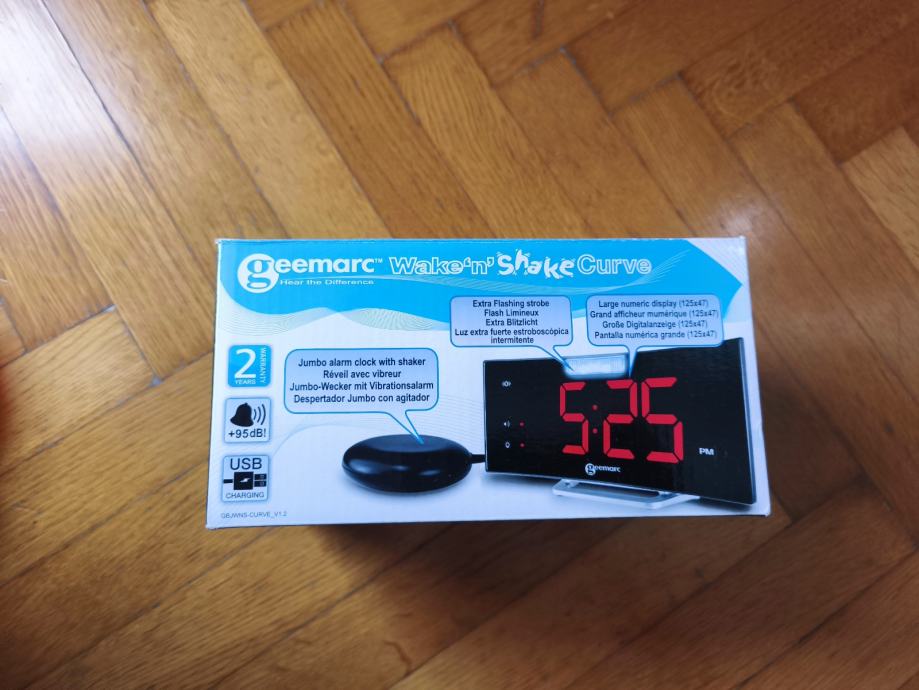 geemarc™ Wake‘n’Shake Curve
Hear the Difference
Extra Flashing strobe
Flash Limineux
Extra Blitzlicht
Luz extra fuerte estroboscópica
intermitente
Large numeric display (125x47)
Grand afficheur mumérique (125x47)
Große Digitalanzeige (125x47)
Pantalla numérica grande (125x47)
2
YEARS
WARRANTY
Jumbo alarm clock with shaker
Réveil avec vibreur
Jumbo-Wecker mit Vibrationsalarm
Despertador Jumbo con agitador
+95dB!
USB
CHARGING
5:25
PM
geemarc
GBJWNS-CURVE_V1.2